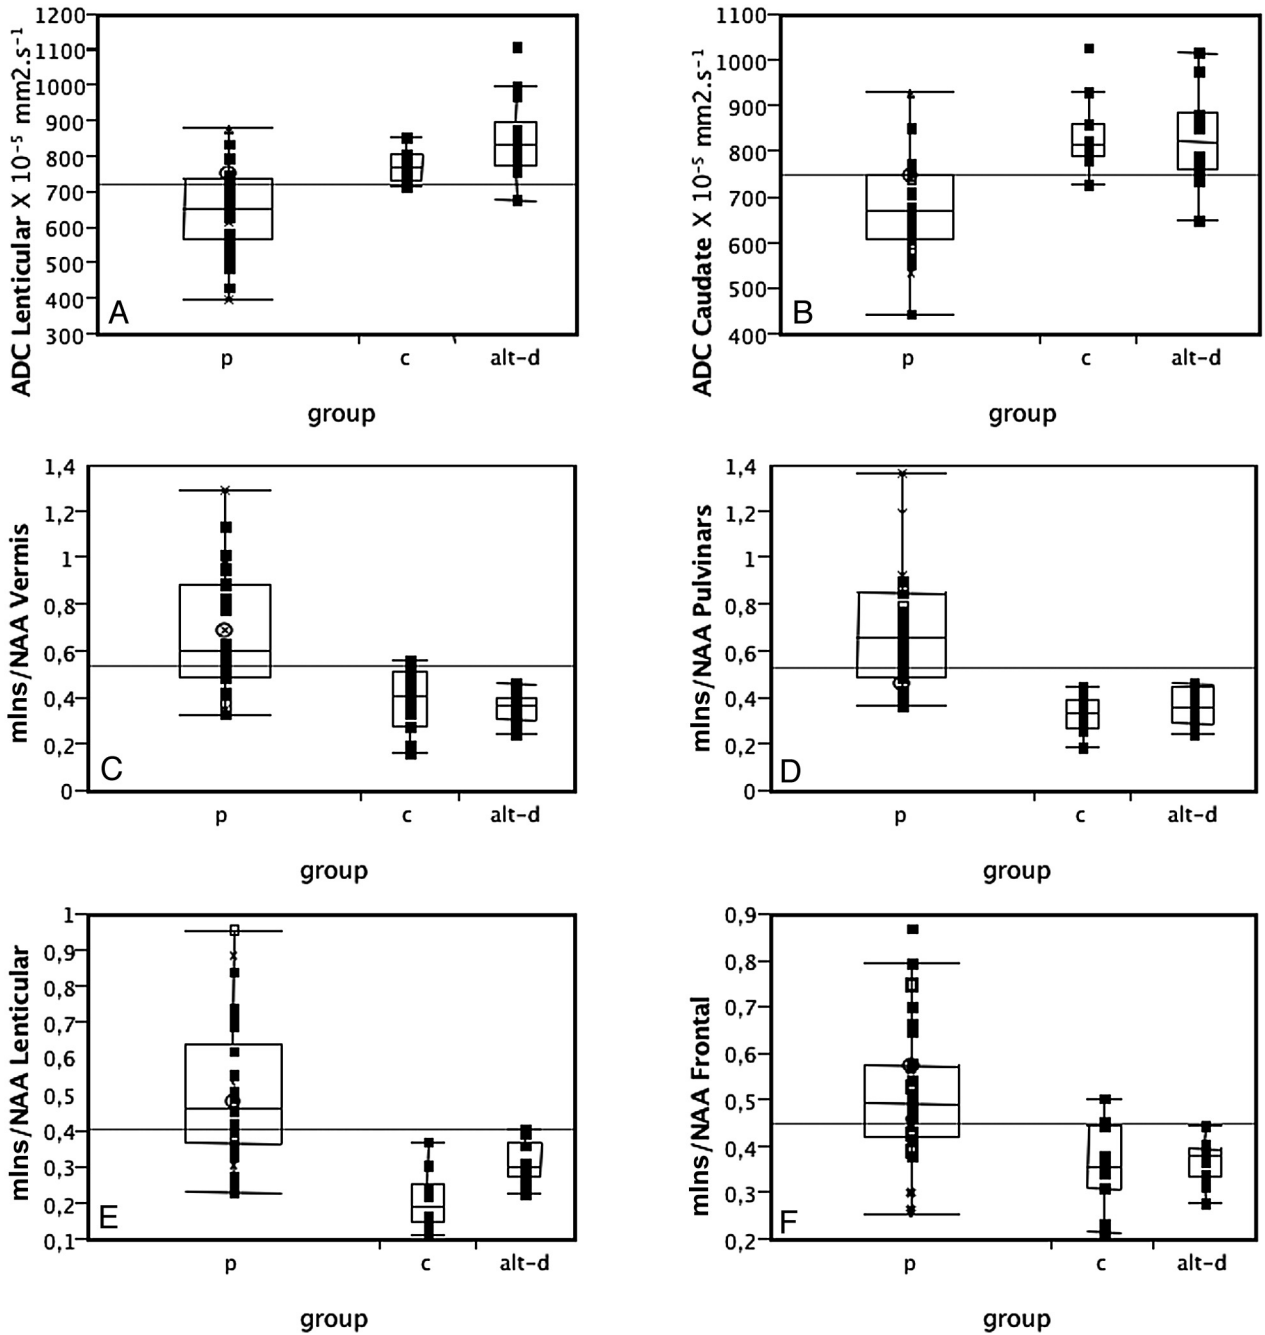 ADC Lenticular X 10⁻⁵ mm2.s⁻¹
1200
1100
1000
900
800
700
600
500
400
300
A
p c alt-d
group
ADC Caudate X 10⁻⁵ mm2.s⁻¹
1100
1000
900
800
700
600
500
400
B
p c alt-d
group
mIns/NAA Vermis
1,4
1,2
1
0,8
0,6
0,4
0,2
0
C
p c alt-d
group
mIns/NAA Pulvinars
1,4
1,2
1
0,8
0,6
0,4
0,2
0
D
p c alt-d
group
mIns/NAA Lenticular
1
0,9
0,8
0,7
0,6
0,5
0,4
0,3
0,2
0,1
E
p c alt-d
group
mIns/NAA Frontal
0,9
0,8
0,7
0,6
0,5
0,4
0,3
0,2
F
p c alt-d
group